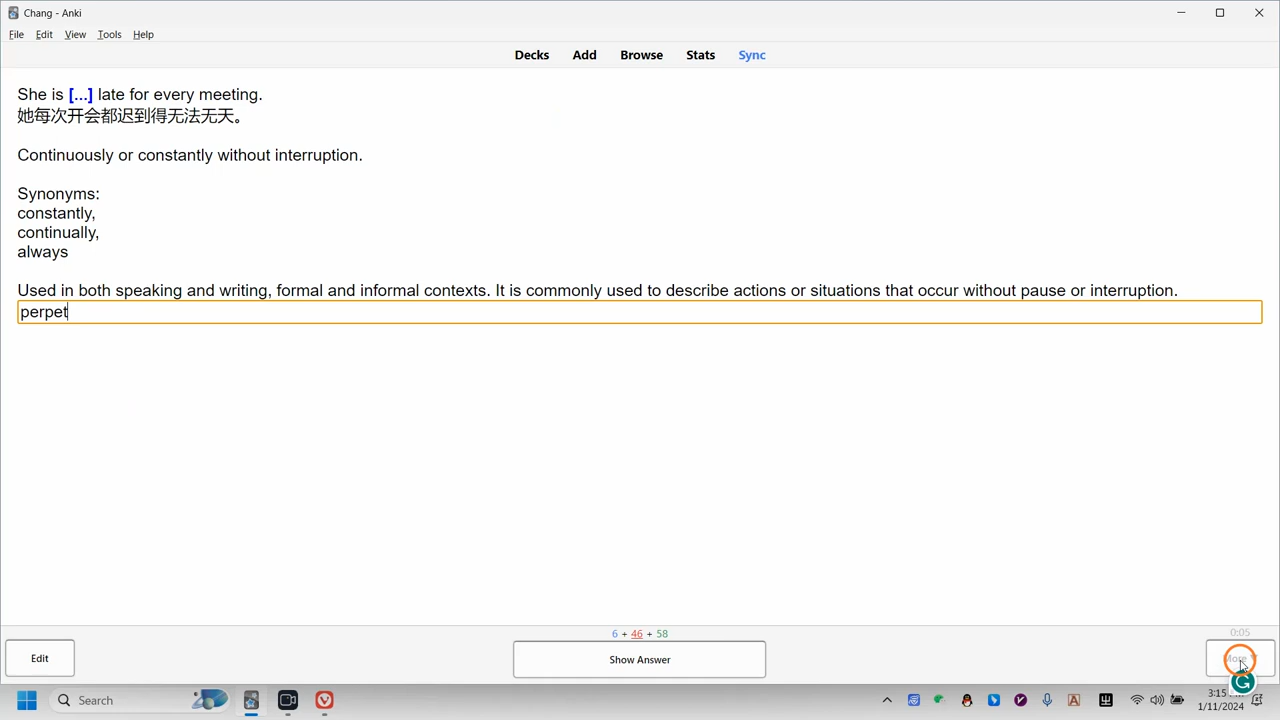 Chang - Anki
File Edit View Tools Help
Decks Add Browse Stats Sync
She is [...] late for every meeting.
她每次开会都迟到得无法无天。
Continuously or constantly without interruption.
Synonyms:
constantly,
continually,
always
Used in both speaking and writing, formal and informal contexts. It is commonly used to describe actions or situations that occur without pause or interruption.
perpet
6 + 46 + 58
0:05
Edit
Show Answer
Search
1/11/2024